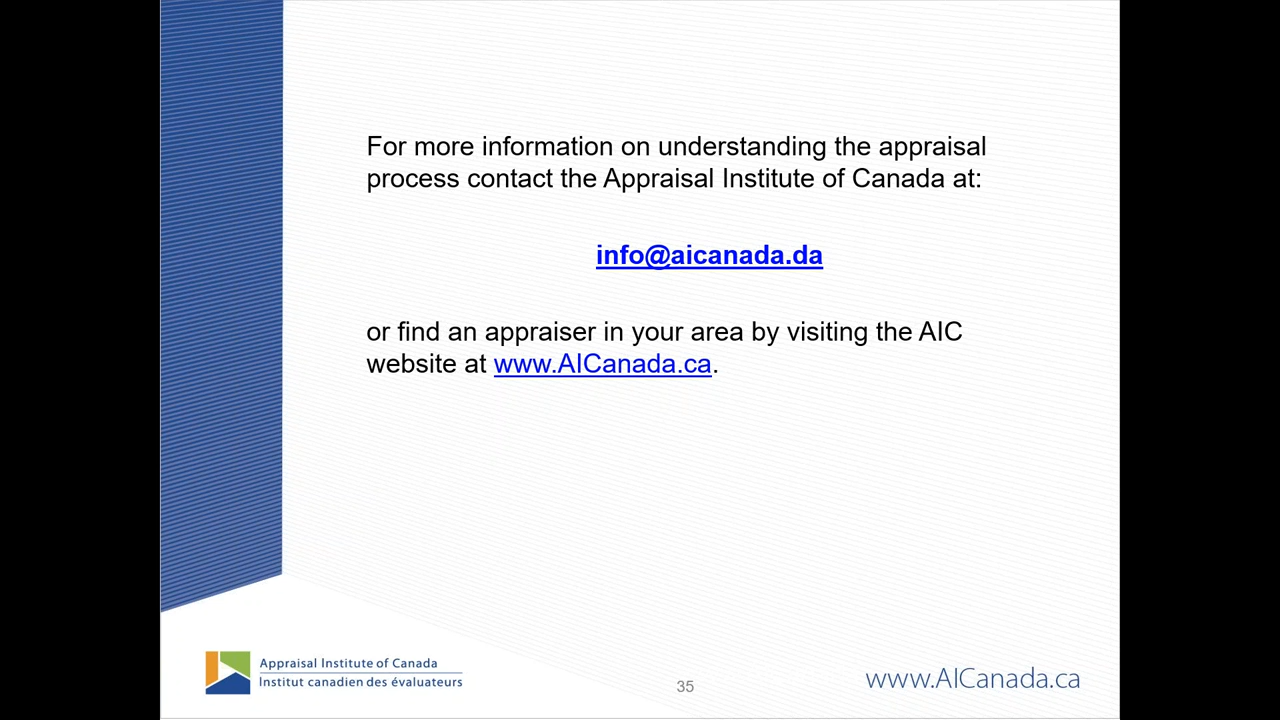 For more information on understanding the appraisal
process contact the Appraisal Institute of Canada at:
info@aicanada.da
or find an appraiser in your area by visiting the AIC
website at www.AICanada.ca.
Appraisal Institute of Canada
Institut canadien des évaluateurs
35
www.AICanada.ca